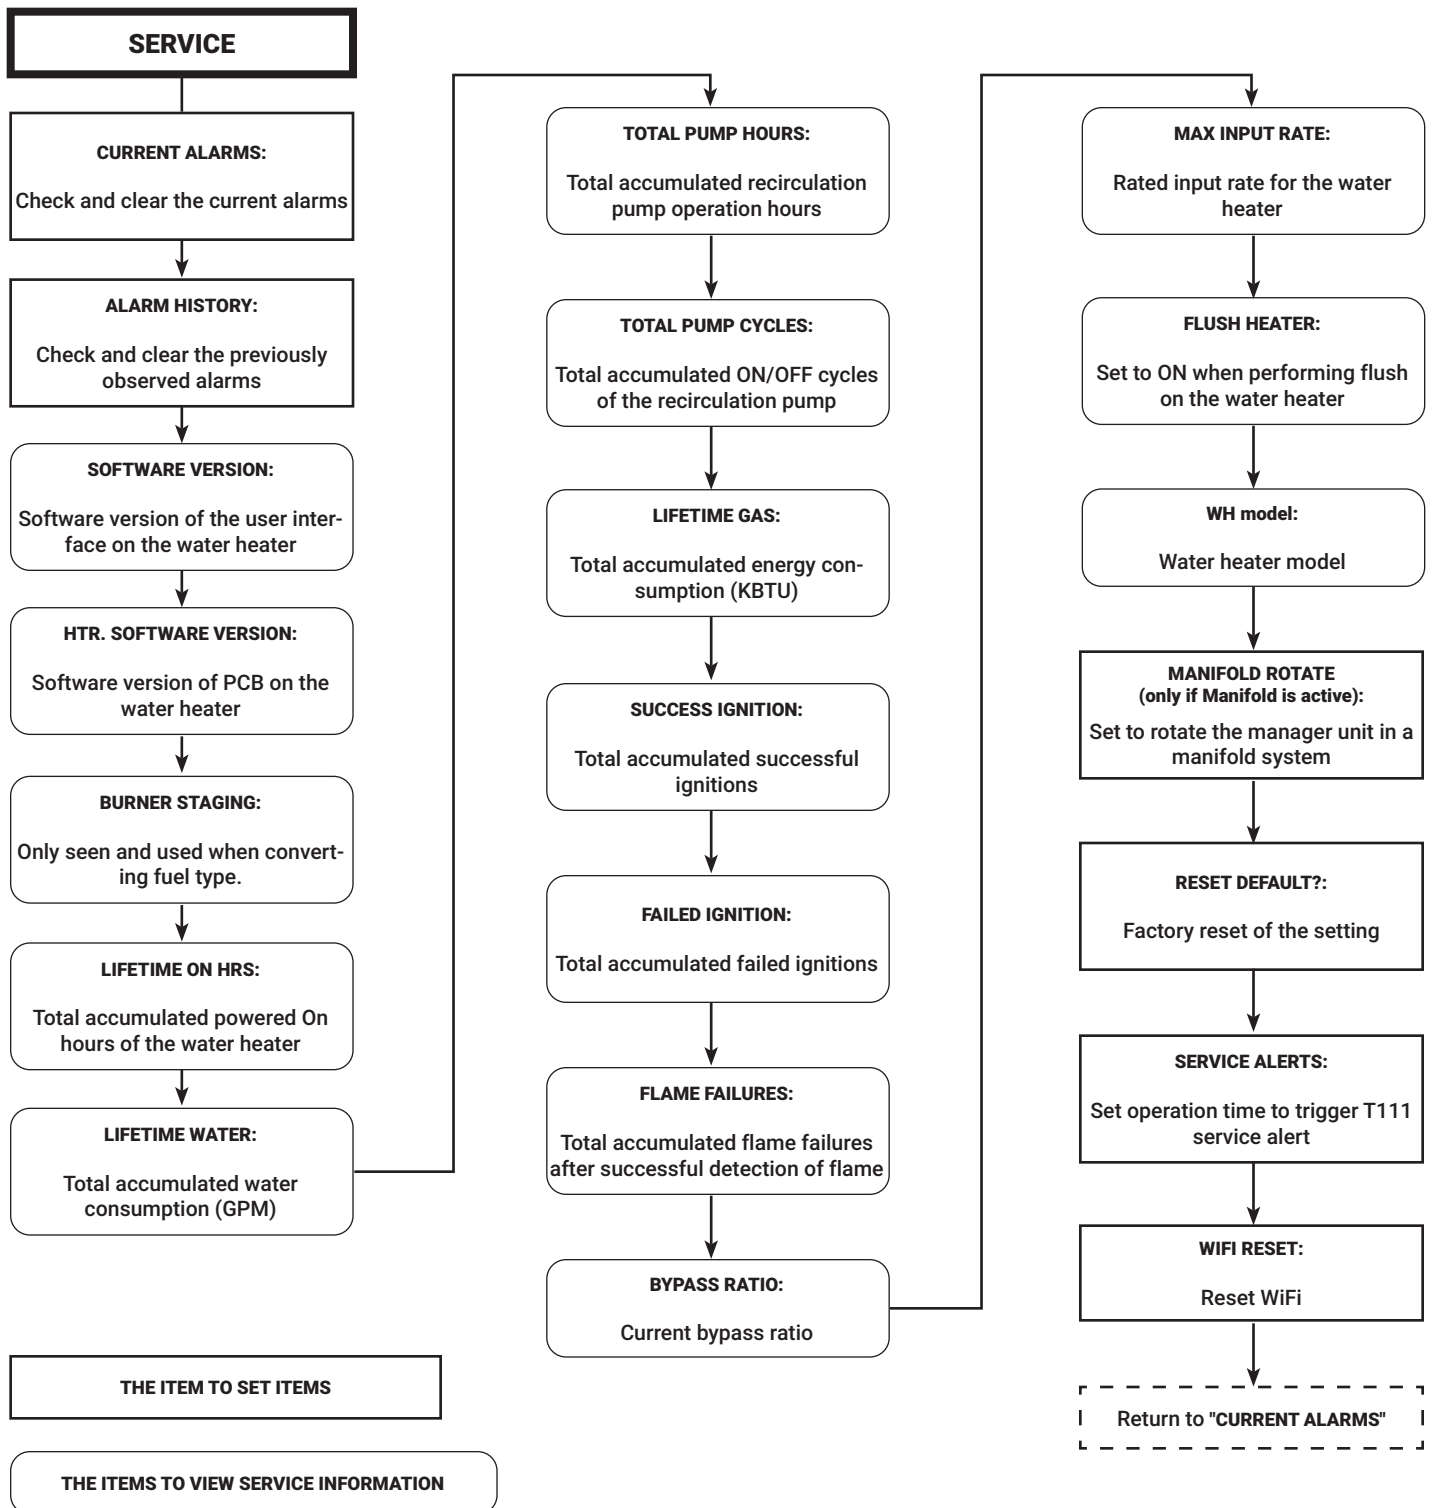 SERVICE
CURRENT ALARMS:
Check and clear the current alarms
ALARM HISTORY:
Check and clear the previously
observed alarms
SOFTWARE VERSION:
Software version of the user inter-
face on the water heater
HTR. SOFTWARE VERSION:
Software version of PCB on the
water heater
BURNER STAGING:
Only seen and used when convert-
ing fuel type.
LIFETIME ON HRS:
Total accumulated powered On
hours of the water heater
LIFETIME WATER:
Total accumulated water
consumption (GPM)
TOTAL PUMP HOURS:
Total accumulated recirculation
pump operation hours
TOTAL PUMP CYCLES:
Total accumulated ON/OFF cycles
of the recirculation pump
LIFETIME GAS:
Total accumulated energy con-
sumption (KBTU)
SUCCESS IGNITION:
Total accumulated successful
ignitions
FAILED IGNITION:
Total accumulated failed ignitions
FLAME FAILURES:
Total accumulated flame failures
after successful detection of flame
BYPASS RATIO:
Current bypass ratio
MAX INPUT RATE:
Rated input rate for the water
heater
FLUSH HEATER:
Set to ON when performing flush
on the water heater
WH model:
Water heater model
MANIFOLD ROTATE
(only if Manifold is active):
Set to rotate the manager unit in a
manifold system
RESET DEFAULT?:
Factory reset of the setting
SERVICE ALERTS:
Set operation time to trigger T111
service alert
WIFI RESET:
Reset WiFi
Return to "CURRENT ALARMS"
THE ITEM TO SET ITEMS
THE ITEMS TO VIEW SERVICE INFORMATION